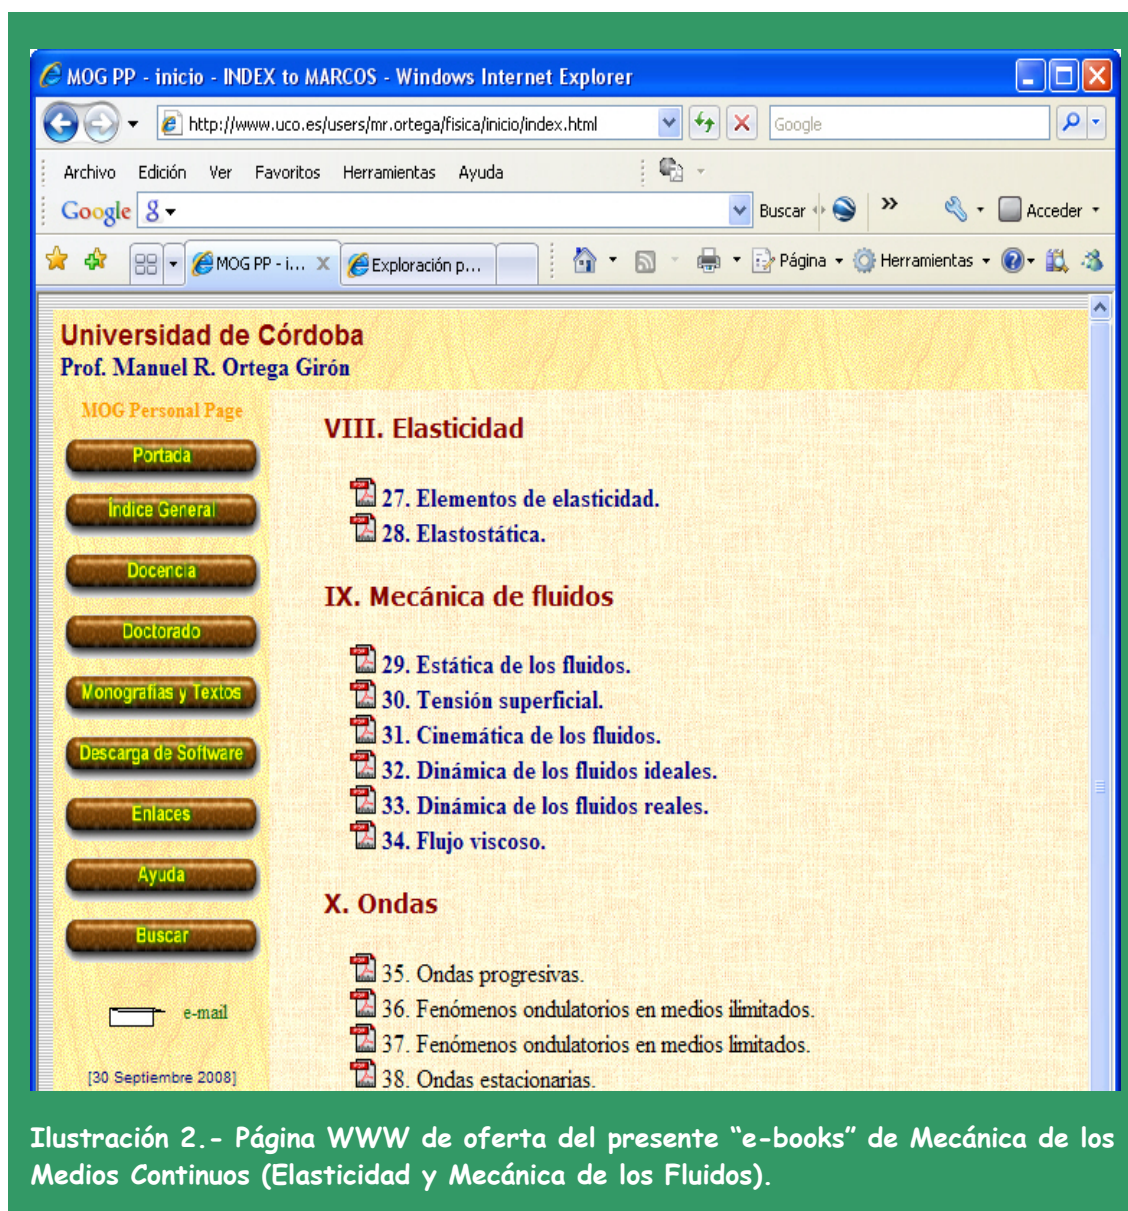 MOG PP - inicio - INDEX to MARCOS - Windows Internet Explorer
http://www.uco.es/users/mr.ortega/fisica/inicio/index.html
Google
Archivo Edición Ver Favoritos Herramientas Ayuda
Google Buscar » Acceder
MOG PP - i... X Exploración p... Página Herramientas
Universidad de Córdoba
Prof. Manuel R. Ortega Girón
MOG Personal Page
Portada
Índice General
Docencia
Doctorado
Monografías y Textos
Descarga de Software
Enlaces
Ayuda
Buscar
e-mail
[30 Septiembre 2008]
VIII. Elasticidad
27. Elementos de elasticidad.
28. Elastostática.
IX. Mecánica de fluidos
29. Estática de los fluidos.
30. Tensión superficial.
31. Cinemática de los fluidos.
32. Dinámica de los fluidos ideales.
33. Dinámica de los fluidos reales.
34. Flujo viscoso.
X. Ondas
35. Ondas progresivas.
36. Fenómenos ondulatorios en medios ilimitados.
37. Fenómenos ondulatorios en medios limitados.
38. Ondas estacionarias.
Ilustración 2.- Página WWW de oferta del presente “e-books” de Mecánica de los
Medios Continuos (Elasticidad y Mecánica de los Fluidos).